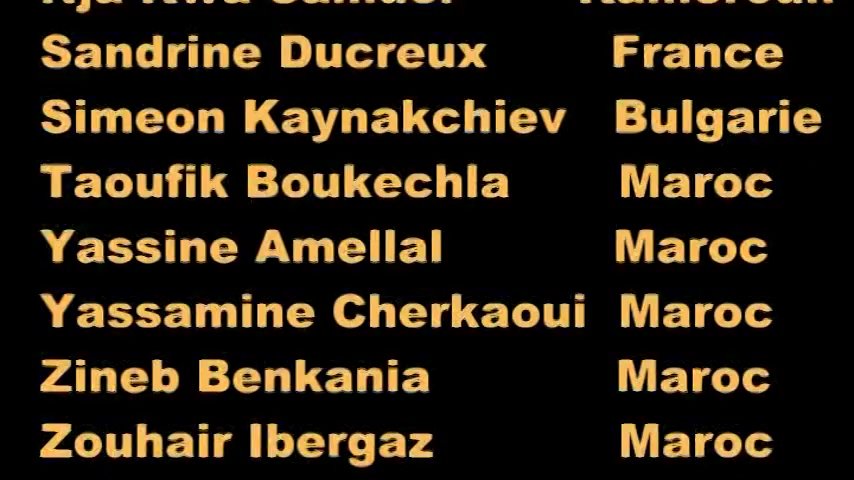 Sandrine Ducreux France
Simeon Kaynakchiev Bulgarie
Taoufik Boukechla Maroc
Yassine Amellal Maroc
Yassamine Cherkaoui Maroc
Zineb Benkania Maroc
Zouhair Ibergaz Maroc